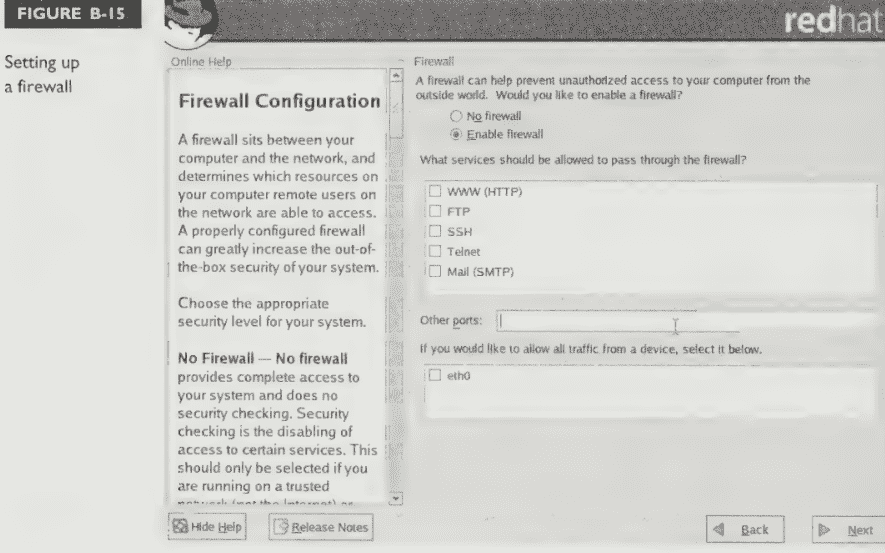 FIGURE B-15
Setting up
a firewall
redhat
Online Help
Firewall Configuration
A firewall sits between your
computer and the network, and
determines which resources on
your computer remote users on
the network are able to access.
A properly configured firewall
can greatly increase the out-of-
the-box security of your system.
Choose the appropriate
security level for your system.
No Firewall — No firewall
provides complete access to
your system and does no
security checking. Security
checking is the disabling of
access to certain services. This
should only be selected if you
are running on a trusted
network (not the Internet) or
Hide Help
Release Notes
Firewall
A firewall can help prevent unauthorized access to your computer from the
outside world. Would you like to enable a firewall?
No firewall
Enable firewall
What services should be allowed to pass through the firewall?
WWW (HTTP)
FTP
SSH
Telnet
Mail (SMTP)
Other ports:
If you would like to allow all traffic from a device, select it below.
eth0
Back
Next